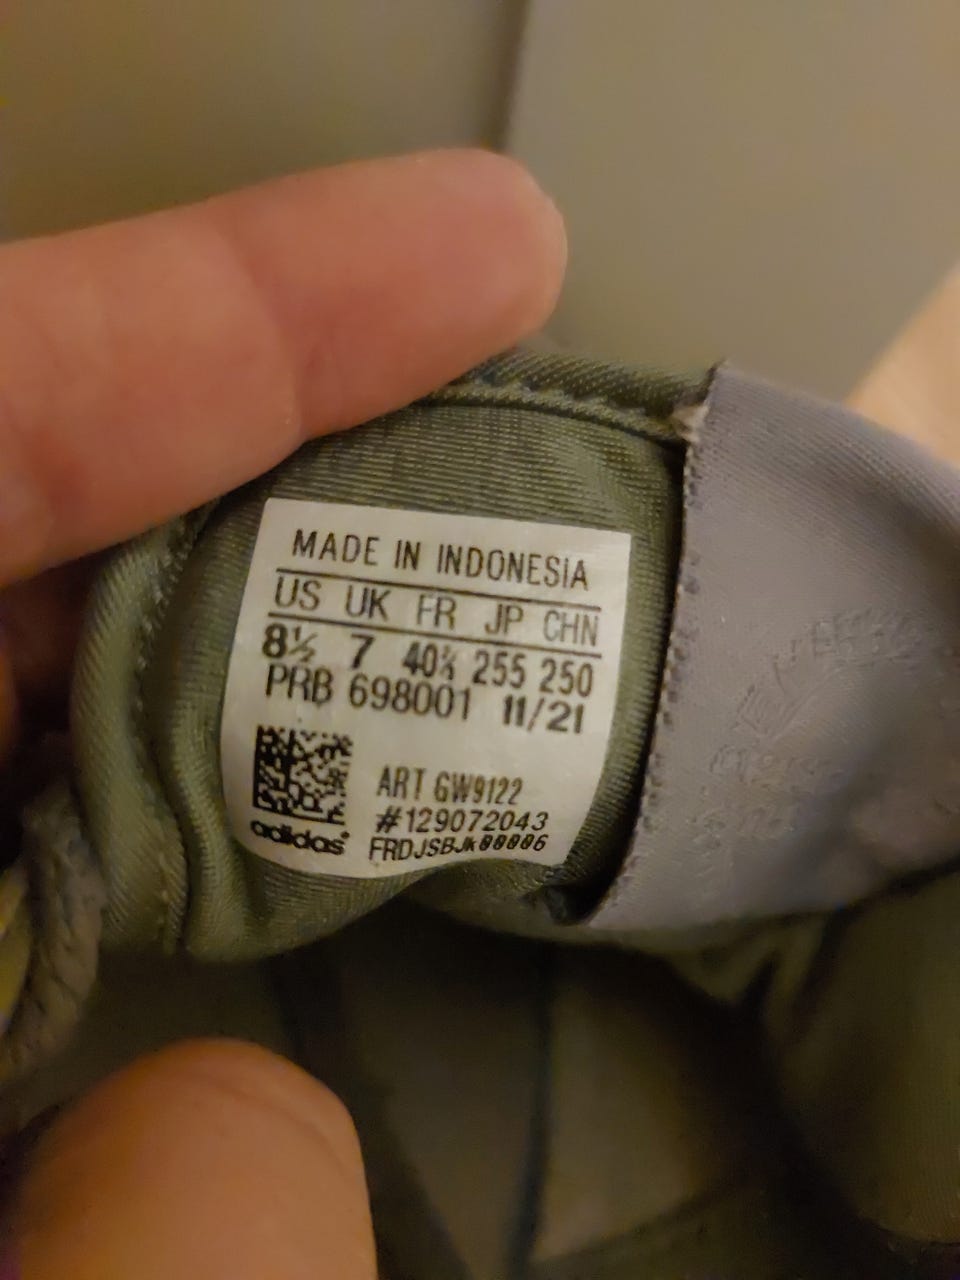 MADE IN INDONESIA
US UK FR JP CHN
8½ 7 40⅔ 255 250
PRB 698001 11/21
ART GW9122
#129072043
adidas